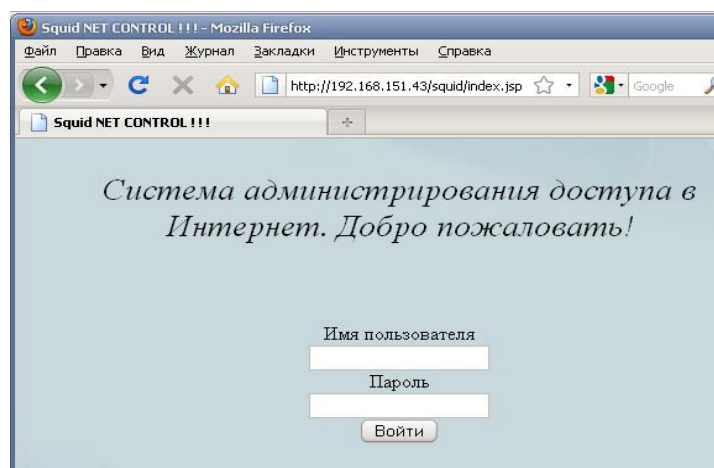 Squid NET CONTROL !!! - Mozilla Firefox
Файл Правка Вид Журнал Закладки Инструменты Справка
http://192.168.151.43/squid/index.jsp Google
Squid NET CONTROL !!!
Система администрирования доступа в
Интернет. Добро пожаловать!
Имя пользователя
Пароль
Войти